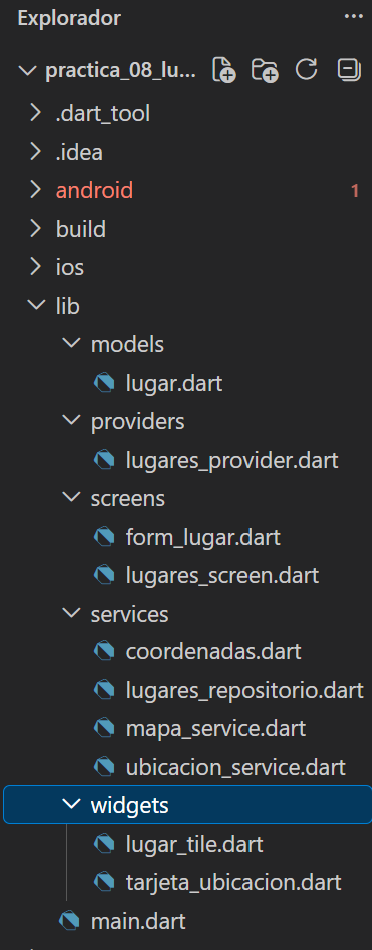 Explorador
practica_08_lu...
.dart_tool
.idea
android 1
build
ios
lib
models
lugar.dart
providers
lugares_provider.dart
screens
form_lugar.dart
lugares_screen.dart
services
coordenadas.dart
lugares_repositorio.dart
mapa_service.dart
ubicacion_service.dart
widgets
lugar_tile.dart
tarjeta_ubicacion.dart
main.dart